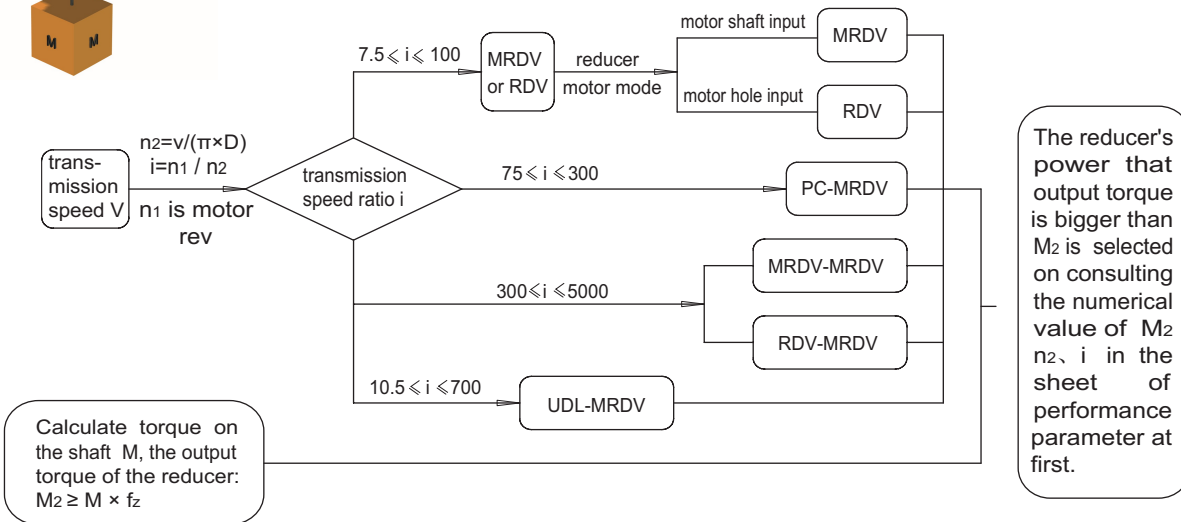 M M
motor shaft input
MRDV
7.5⩽ i ⩽ 100
MRDV
or RDV
reducer
motor mode
motor hole input
RDV
trans-
mission
speed V
n2=v/(π×D)
i=n1 / n2
n1 is motor
rev
transmission
speed ratio i
75 ⩽ i ⩽300
PC-MRDV
300⩽i ⩽5000
MRDV-MRDV
RDV-MRDV
10.5 ⩽ i ⩽700
UDL-MRDV
Calculate torque on
the shaft M, the output
torque of the reducer:
M2 ≥ M × fz
The reducer's
power that
output torque
is bigger than
M2 is selected
on consulting
the numerical
value of M2
n2、i in the
sheet of
performance
parameter at
first.